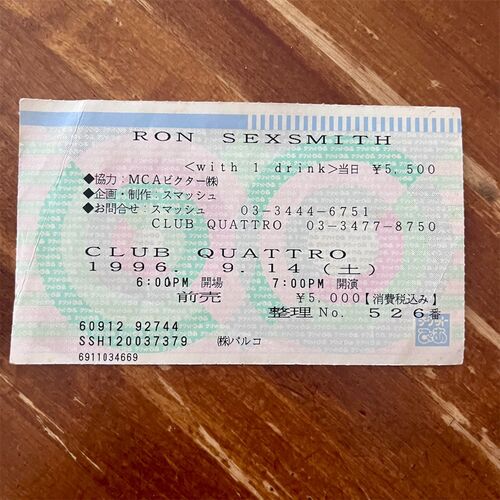 RON SEXSMITH
<with 1 drink>当日 ¥5,500
◆協力:MCAビクター㈱
◆企画・制作:スマッシュ
◆お問合せ:スマッシュ 03-3444-6751
CLUB QUATTRO 03-3477-8750
CLUB QUATTRO
1996. 9.14(土)
6:00PM 開場 7:00PM 開演
前売 ¥5,000【消費税込み】
整理No. 526番
60912 92744
SSH120037379 ㈱パルコ
6911034669